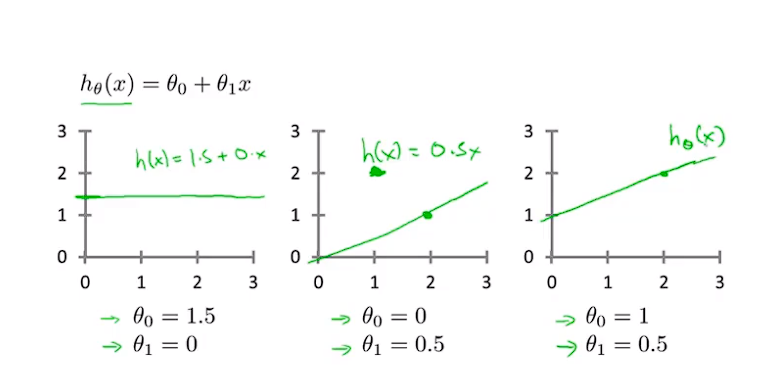 hθ(x) = θ0 + θ1x
3
2
1
0
0 1 2 3
h(x) = 1.5 + 0·x
θ0 = 1.5
θ1 = 0
3
2
1
0
0 1 2 3
h(x) = 0.5x
θ0 = 0
θ1 = 0.5
3
2
1
0
0 1 2 3
hθ(x)
θ0 = 1
θ1 = 0.5